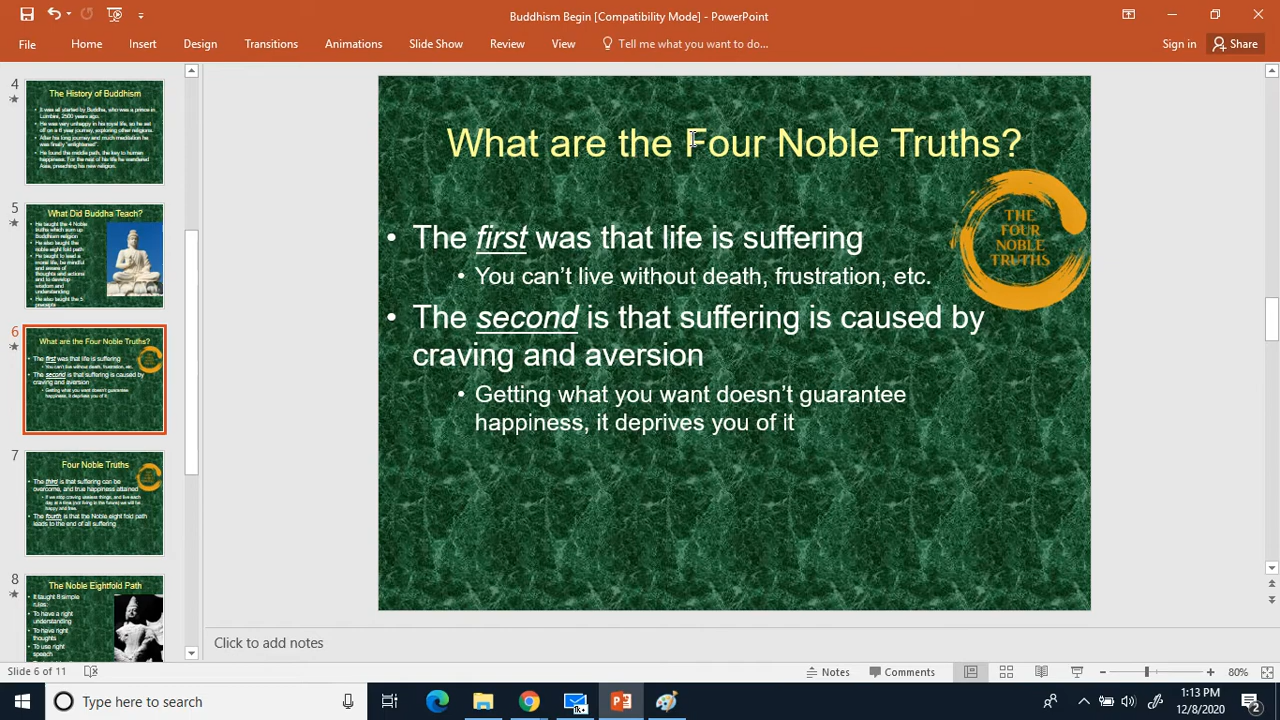 Buddhism Begin [Compatibility Mode] - PowerPoint
File Home Insert Design Transitions Animations Slide Show Review View Tell me what you want to do... Sign in Share
4
The History of Buddhism
• It was all started by Buddha, who was a prince in
Lumbini, 2500 years ago.
• He was very unhappy in his royal life, so he set
off on a 6 year journey, exploring other religions.
• After his long journey and much meditation he
was finally "enlightened".
• He found the middle path, the key to human
happiness. For the rest of his life he wandered
Asia, preaching his new religion.
5
What Did Buddha Teach?
• He taught the 4 Noble
truths which sum up
Buddhism religion
• He also taught the
noble eight fold path
• He taught to lead a
moral life, be mindful
and aware of
thoughts and actions
and to develop
wisdom and
understanding
• He also taught the 5
precepts
6
What are the Four Noble Truths?
• The first was that life is suffering
• You can't live without death, frustration, etc.
• The second is that suffering is caused by
craving and aversion
• Getting what you want doesn't guarantee
happiness, it deprives you of it
7
Four Noble Truths
• The third is that suffering can be
overcome, and true happiness attained
• If we stop craving useless things, and live each
day at a time (not living in the future) we will be
happy and free.
• The fourth is that the Noble eight fold path
leads to the end of all suffering
8
The Noble Eightfold Path
• It taught 8 simple
rules:
• To have a right
understanding
• To have right
thoughts
• To use right
speech
What are the Four Noble Truths?
• The first was that life is suffering
• You can't live without death, frustration, etc.
• The second is that suffering is caused by
craving and aversion
• Getting what you want doesn't guarantee
happiness, it deprives you of it
THE
FOUR
NOBLE
TRUTHS
Click to add notes
Slide 6 of 11 Notes Comments 80%
Type here to search
1:13 PM
12/8/2020
2